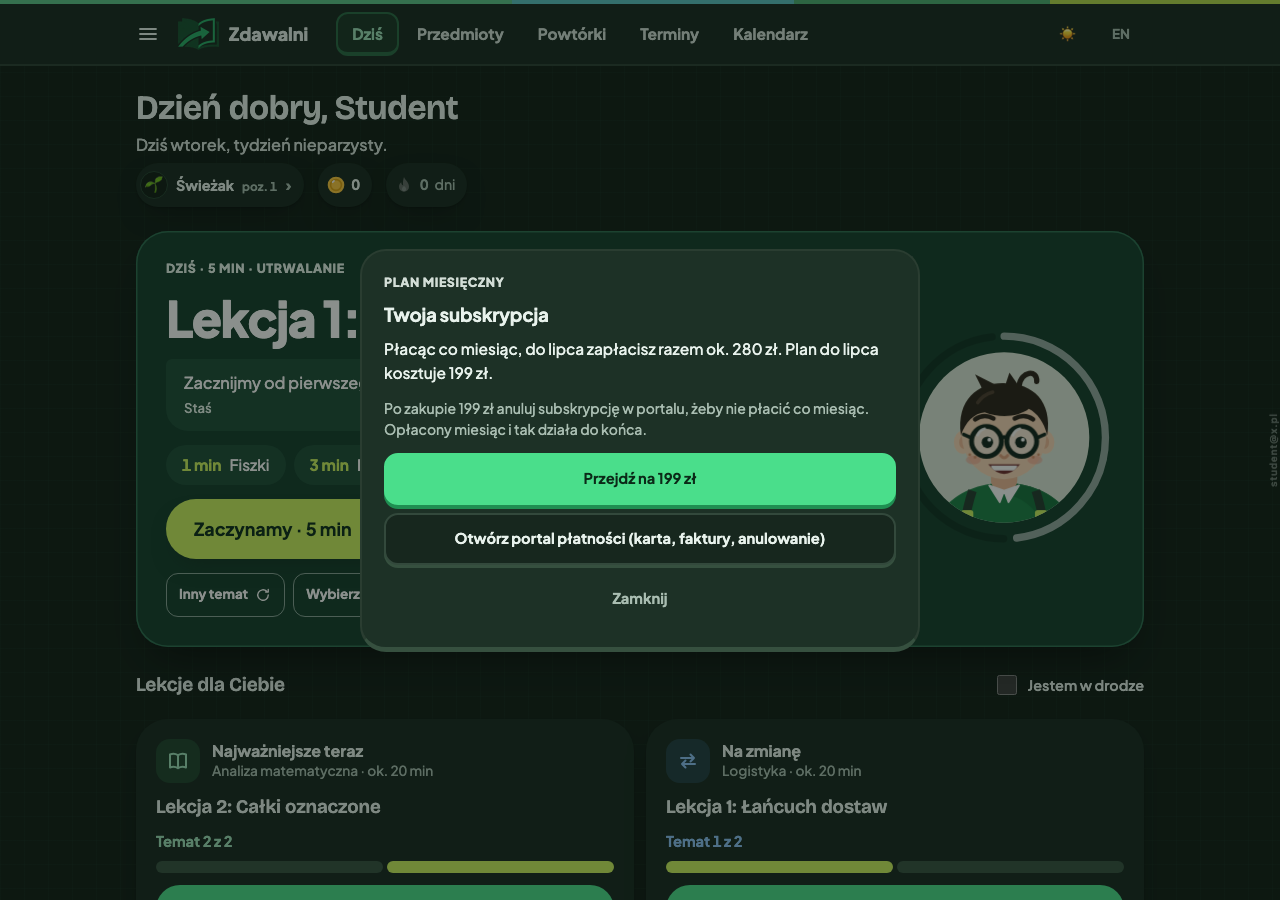 Zdawalni
Dziś
Przedmioty
Powtórki
Terminy
Kalendarz
EN
Dzień dobry, Student
Dziś wtorek, tydzień nieparzysty.
Świeżak poz. 1 ›
0
0 dni
DZIŚ · 5 MIN · UTRWALANIE
Lekcja 1:
Zacznijmy od
Staś
1 min Fiszki
3 min
Zaczynamy · 5 min
Inny temat
Wybierz
PLAN MIESIĘCZNY
Twoja subskrypcja
Płacąc co miesiąc, do lipca zapłacisz razem ok. 280 zł. Plan do lipca
kosztuje 199 zł.
Po zakupie 199 zł anuluj subskrypcję w portalu, żeby nie płacić co miesiąc.
Opłacony miesiąc i tak działa do końca.
Przejdź na 199 zł
Otwórz portal płatności (karta, faktury, anulowanie)
Zamknij
student@x.pl
Lekcje dla Ciebie
Jestem w drodze
Najważniejsze teraz
Analiza matematyczna · ok. 20 min
Lekcja 2: Całki oznaczone
Temat 2 z 2
Na zmianę
Logistyka · ok. 20 min
Lekcja 1: Łańcuch dostaw
Temat 1 z 2